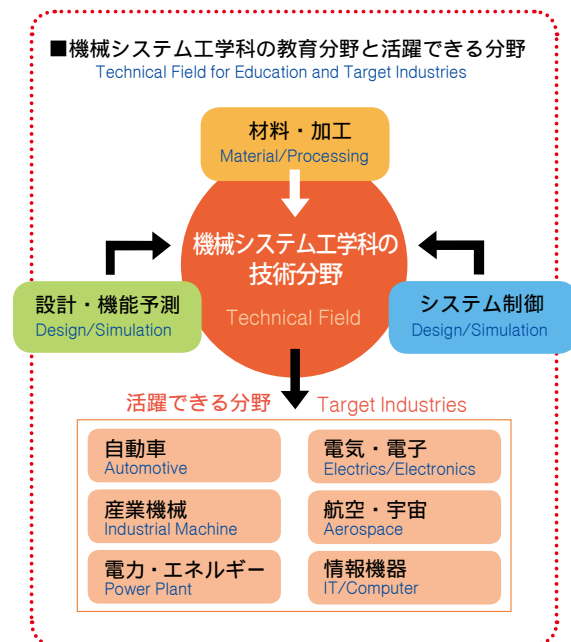 ■機械システム工学科の教育分野と活躍できる分野
Technical Field for Education and Target Industries
材料・加工
Material/Processing
機械システム工学科の
技術分野
Technical Field
設計・機能予測
Design/Simulation
システム制御
Design/Simulation
活躍できる分野 Target Industries
自動車
Automotive
電気・電子
Electrics/Electronics
産業機械
Industrial Machine
航空・宇宙
Aerospace
電力・エネルギー
Power Plant
情報機器
IT/Computer